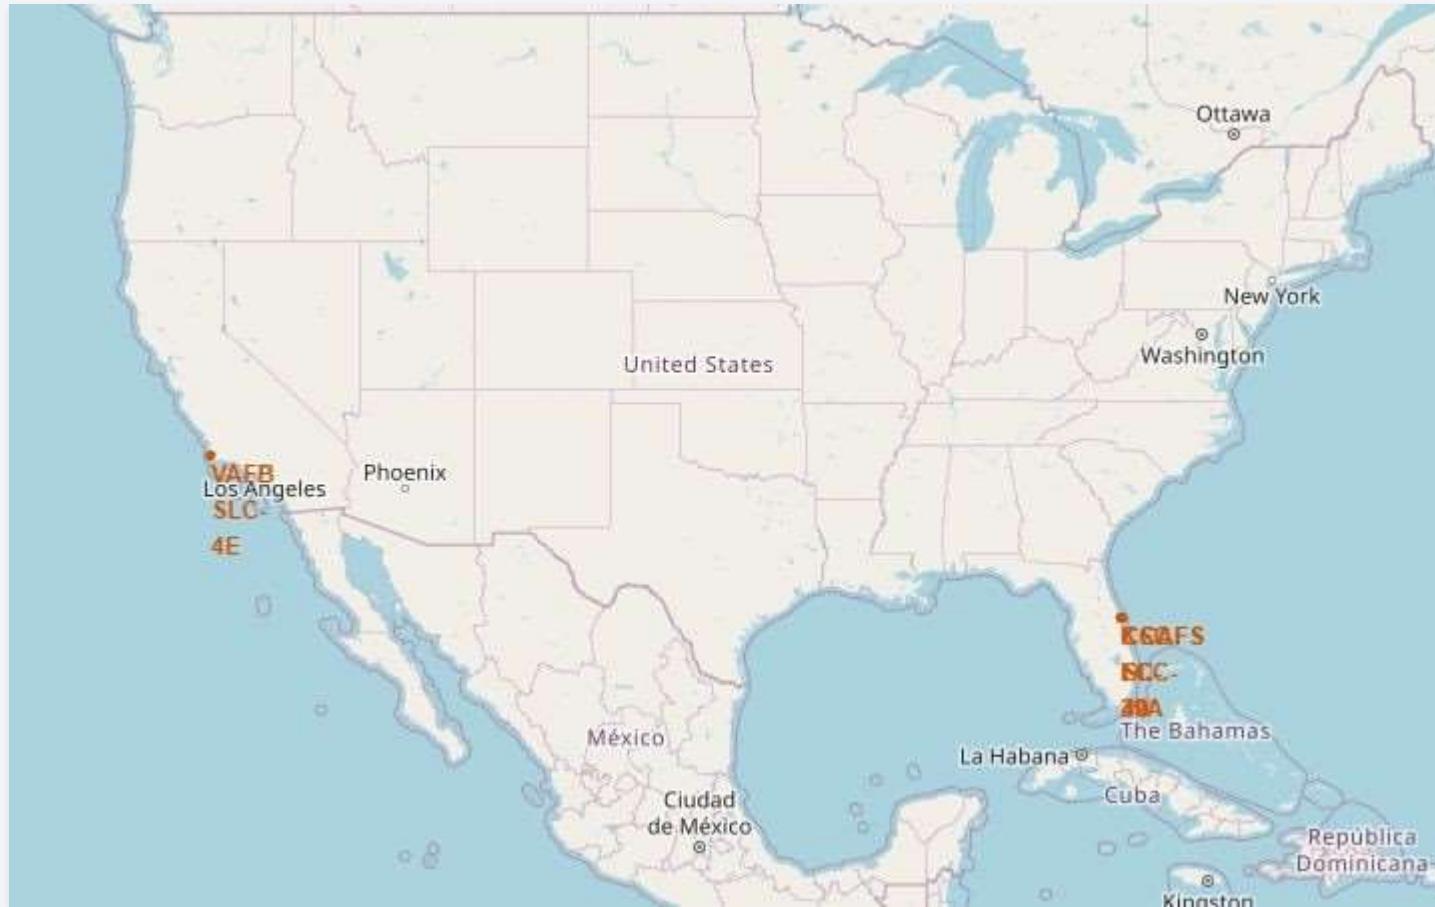 Ottawa
New York
Washington
United States
VAFB
Los Angeles
SLC-
4E
Phoenix
The Bahamas
México
La Habana
Cuba
Ciudad
de México
República
Dominicana
Kingston